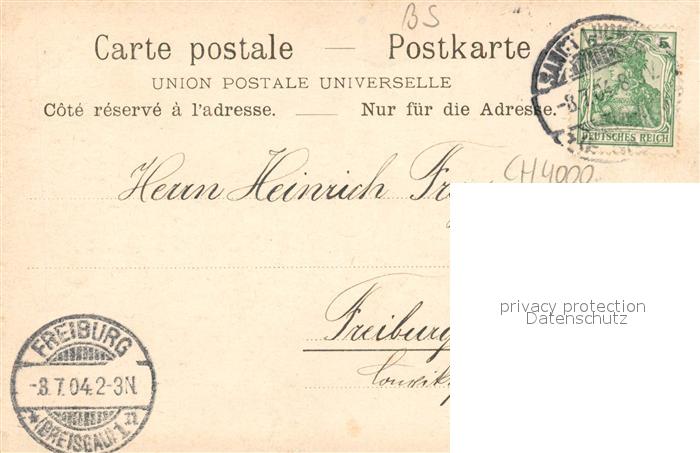 BS
Carte postale — Postkarte
UNION POSTALE UNIVERSELLE
Côté réservé à l'adresse. — Nur für die Adresse.
5
DEUTSCHES REICH
CH4000
Herrn Heinrich
privacy protection
Datenschutz
Freiburg
FREIBURG
-8.7.04.2-3N.
(BREISGAU) 1